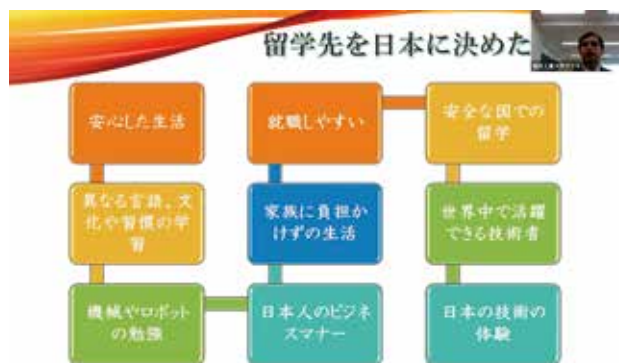 留学先を日本に決めた
安心した生活
異なる言語、文
化や習慣の学
習
機械やロボット
の勉強
日本人のビジネ
スマナー
家族に負担か
けずの生活
就職しやすい
安全な国での
留学
世界中で活躍
できる技術者
日本の技術の
体験